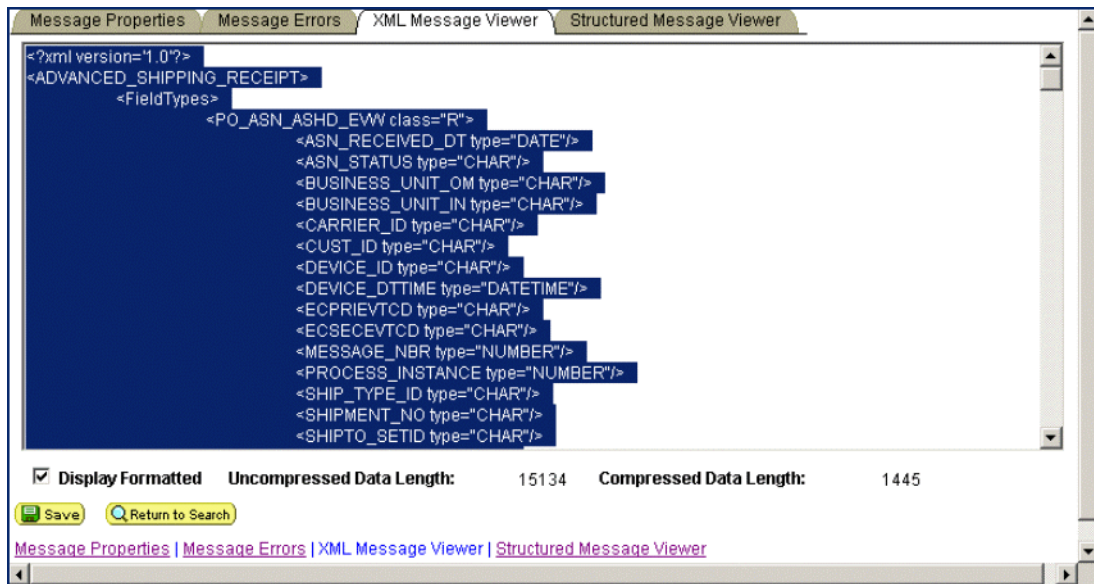 Message Properties Message Errors XML Message Viewer Structured Message Viewer
<?xml version='1.0'?>
<ADVANCED_SHIPPING_RECEIPT>
<FieldTypes>
<PO_ASN_ASHD_EVW class="R">
<ASN_RECEIVED_DT type="DATE"/>
<ASN_STATUS type="CHAR"/>
<BUSINESS_UNIT_OM type="CHAR"/>
<BUSINESS_UNIT_IN type="CHAR"/>
<CARRIER_ID type="CHAR"/>
<CUST_ID type="CHAR"/>
<DEVICE_ID type="CHAR"/>
<DEVICE_DTTIME type="DATETIME"/>
<ECPRIEVTCD type="CHAR"/>
<ECSECEVTCD type="CHAR"/>
<MESSAGE_NBR type="NUMBER"/>
<PROCESS_INSTANCE type="NUMBER"/>
<SHIP_TYPE_ID type="CHAR"/>
<SHIPMENT_NO type="CHAR"/>
<SHIPTO_SETID type="CHAR"/>
Display Formatted Uncompressed Data Length: 15134 Compressed Data Length: 1445
Save Return to Search
Message Properties | Message Errors | XML Message Viewer | Structured Message Viewer